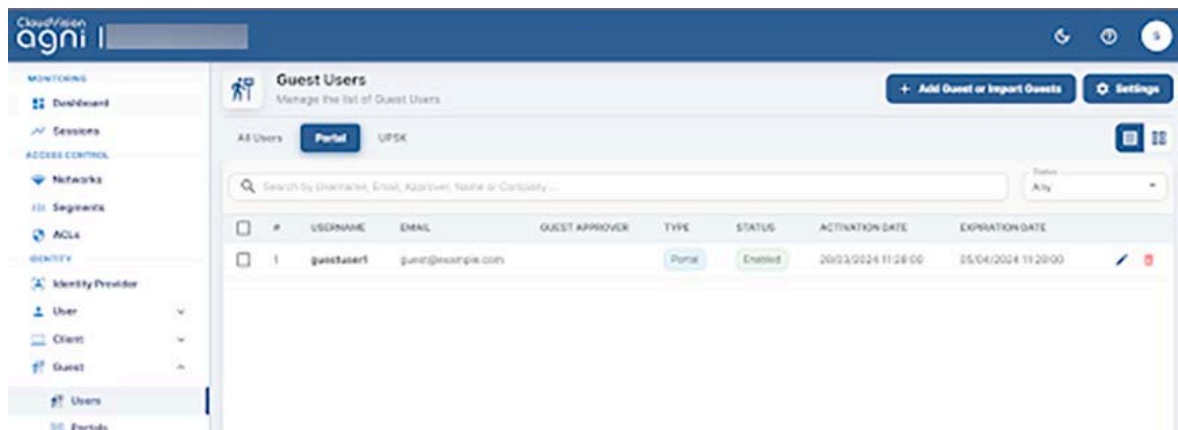 CloudVision
agni |
MONITORING
Dashboard
Sessions
ACCESS CONTROL
Networks
Segments
ACLs
IDENTITY
Identity Provider
User
Client
Guest
Users
Portals
Guest Users
Manage the list of Guest Users
+ Add Guest or Import Guests
Settings
S
All Users Portal UPSK
Search by Username, Email, Approver, Name or Company ...
Status
Any
# USERNAME EMAIL GUEST APPROVER TYPE STATUS ACTIVATION DATE EXPIRATION DATE
1 guestuser1 guest@example.com Portal Enabled 28/03/2024 11:28:00 05/04/2024 11:28:00